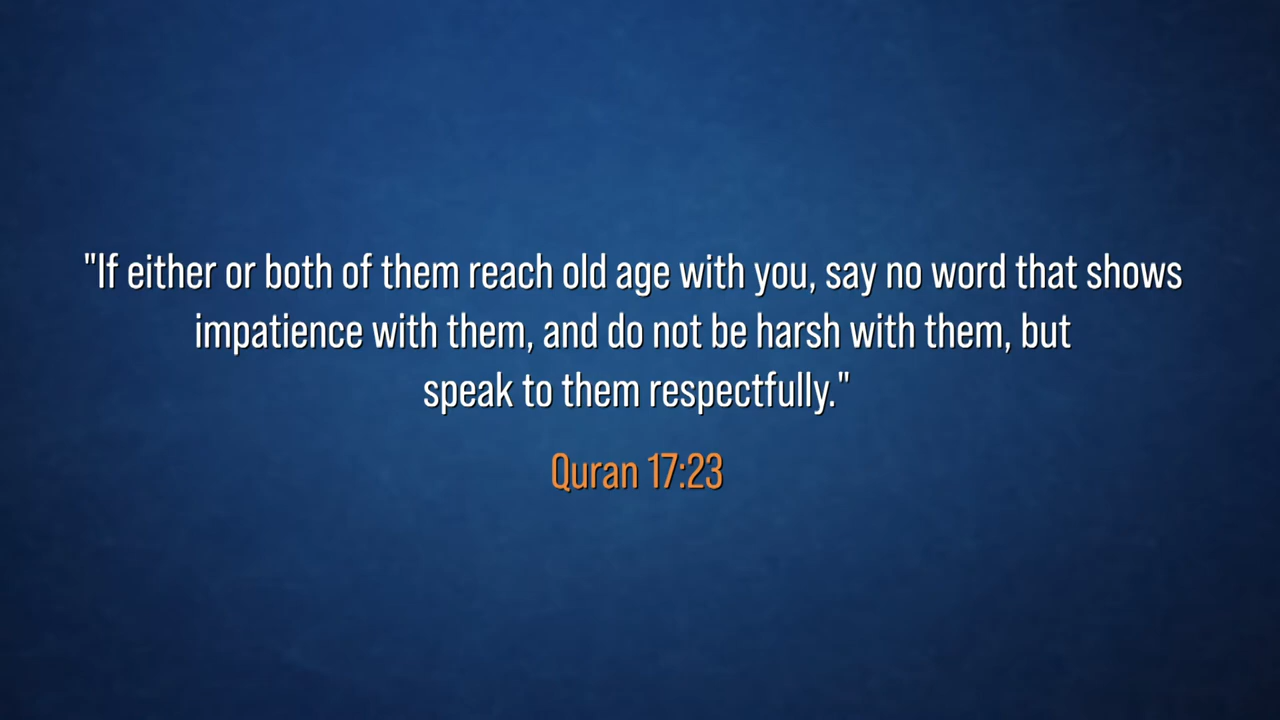 "If either or both of them reach old age with you, say no word that shows
impatience with them, and do not be harsh with them, but
speak to them respectfully."
Quran 17:23